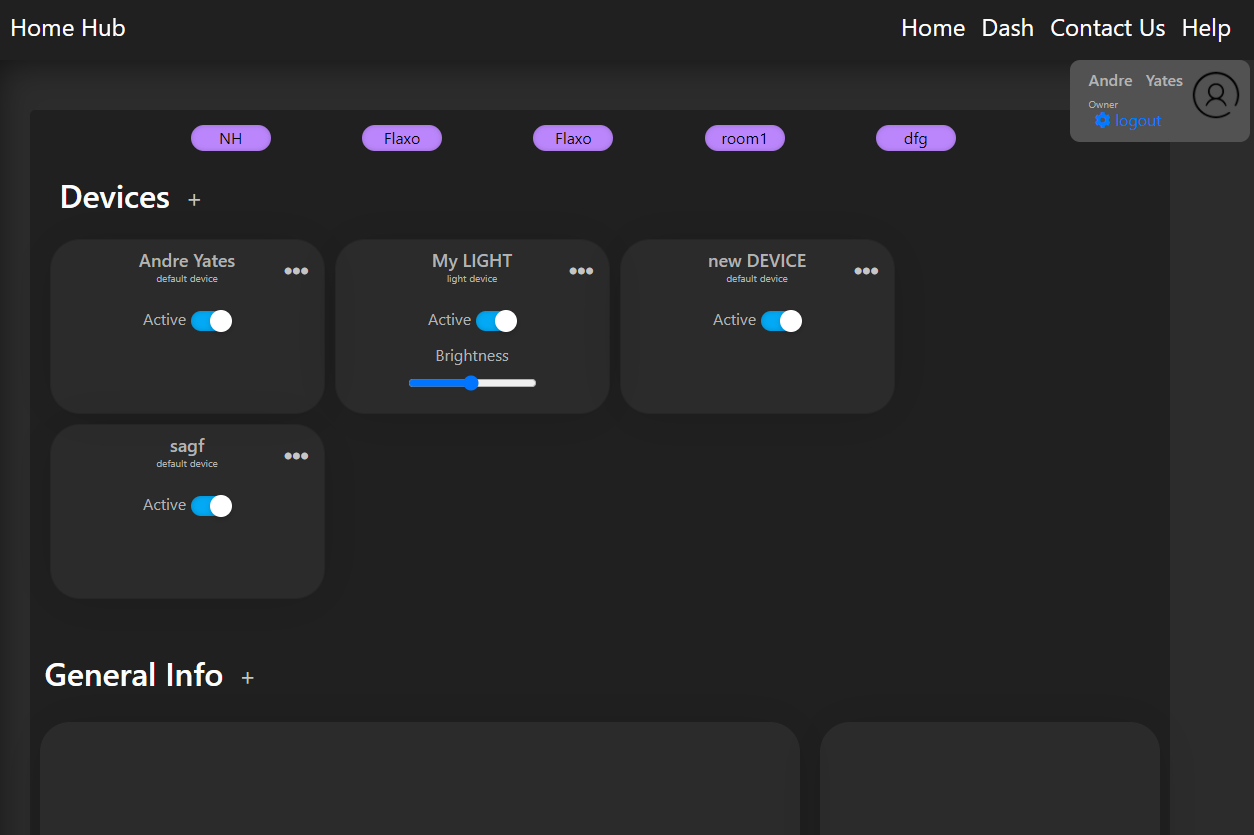 Home Hub Home Dash Contact Us Help
Andre Yates
Owner
logout
NH Flaxo Flaxo room1 dfg
Devices +
Andre Yates
default device
Active
My LIGHT
light device
Active
Brightness
new DEVICE
default device
Active
sagf
default device
Active
General Info +